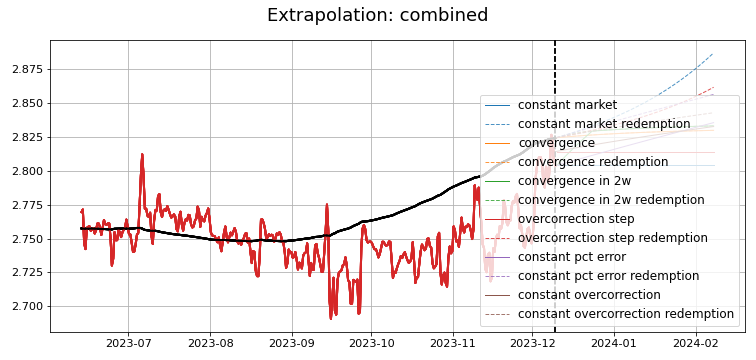 Extrapolation: combined
2.875
2.850
2.825
2.800
2.775
2.750
2.725
2.700
constant market
constant market redemption
convergence
convergence redemption
convergence in 2w
convergence in 2w redemption
overcorrection step
overcorrection step redemption
constant pct error
constant pct error redemption
constant overcorrection
constant overcorrection redemption
2023-07
2023-08
2023-09
2023-10
2023-11
2023-12
2024-01
2024-02